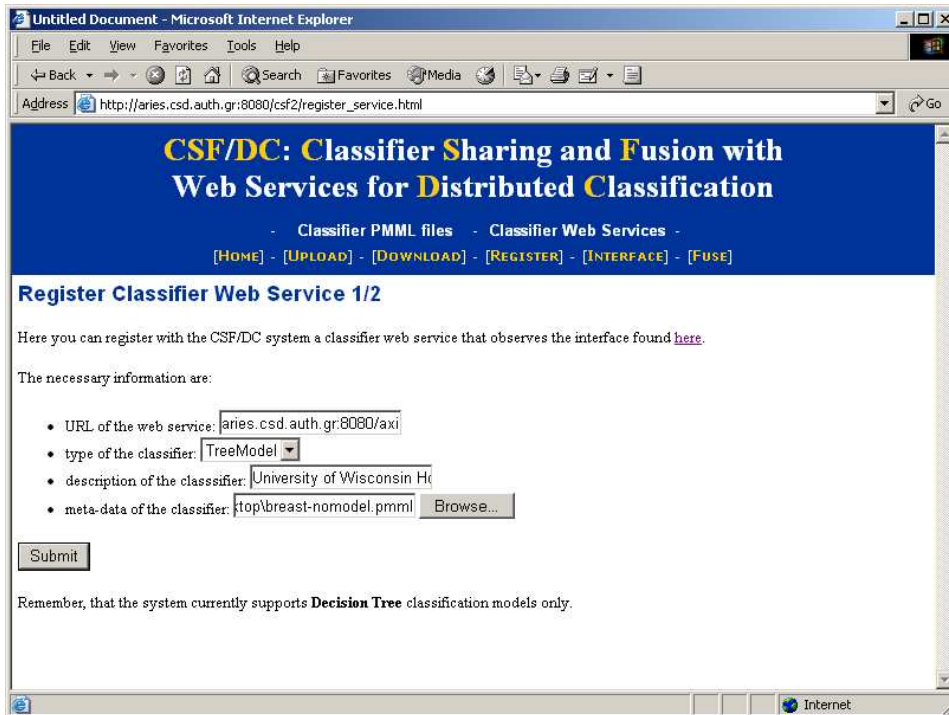 Untitled Document - Microsoft Internet Explorer
File Edit View Favorites Tools Help
Back Search Favorites Media
Address http://aries.csd.auth.gr:8080/csf2/register_service.html Go
CSF/DC: Classifier Sharing and Fusion with
Web Services for Distributed Classification
- Classifier PMML files - Classifier Web Services -
[HOME] - [UPLOAD] - [DOWNLOAD] - [REGISTER] - [INTERFACE] - [FUSE]
Register Classifier Web Service 1/2
Here you can register with the CSF/DC system a classifier web service that observes the interface found here.
The necessary information are:
• URL of the web service: aries.csd.auth.gr:8080/axi
• type of the classifier: TreeModel
• description of the classsifier: University of Wisconsin Ho
• meta-data of the classifier: ktop\breast-nomodel.pmml Browse...
Submit
Remember, that the system currently supports Decision Tree classification models only.
Internet